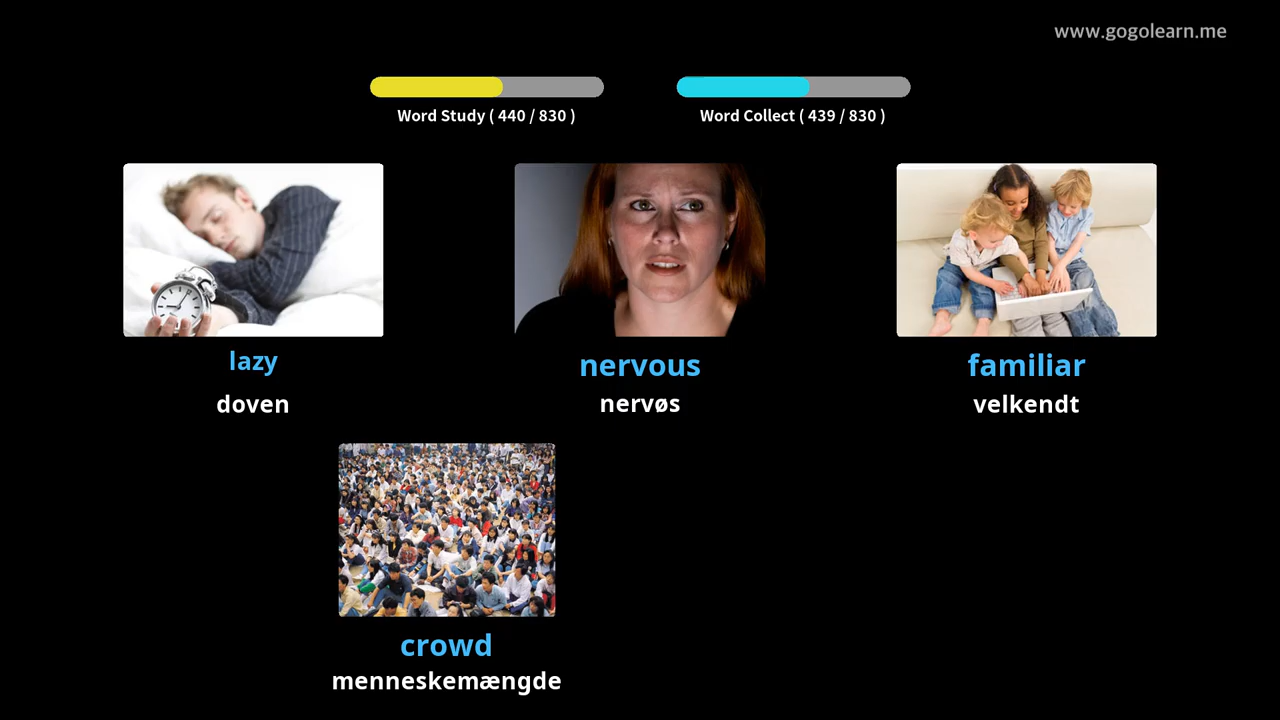 www.gogolearn.me
Word Study ( 440 / 830 )
Word Collect ( 439 / 830 )
lazy
doven
nervous
nervøs
familiar
velkendt
crowd
menneskemængde